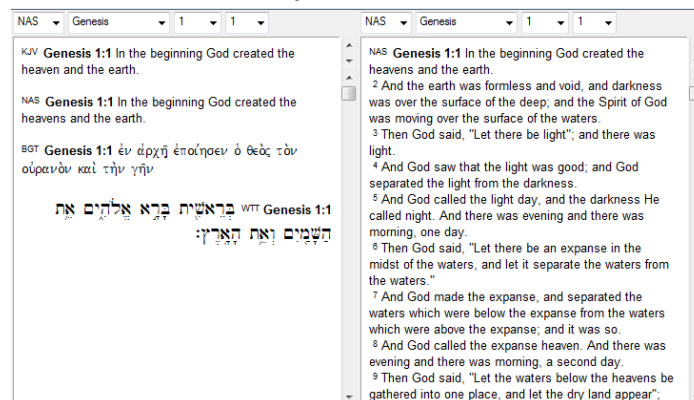 NAS Genesis 1 1
KJV Genesis 1:1 In the beginning God created the
heaven and the earth.
NAS Genesis 1:1 In the beginning God created the
heavens and the earth.
BGT Genesis 1:1 ἐν ἀρχῇ ἐποίησεν ὁ θεὸς τὸν
οὐρανὸν καὶ τὴν γῆν
WTT Genesis 1:1 בְּרֵאשִׁ֖ית בָּרָ֣א אֱלֹהִ֑ים אֵ֥ת
הַשָּׁמַ֖יִם וְאֵ֥ת הָאָֽרֶץ׃
NAS Genesis 1 1
NAS Genesis 1:1 In the beginning God created the
heavens and the earth.
2 And the earth was formless and void, and darkness
was over the surface of the deep; and the Spirit of God
was moving over the surface of the waters.
3 Then God said, "Let there be light"; and there was
light.
4 And God saw that the light was good; and God
separated the light from the darkness.
5 And God called the light day, and the darkness He
called night. And there was evening and there was
morning, one day.
6 Then God said, "Let there be an expanse in the
midst of the waters, and let it separate the waters from
the waters."
7 And God made the expanse, and separated the
waters which were below the expanse from the waters
which were above the expanse; and it was so.
8 And God called the expanse heaven. And there was
evening and there was morning, a second day.
9 Then God said, "Let the waters below the heavens be
gathered into one place, and let the dry land appear";